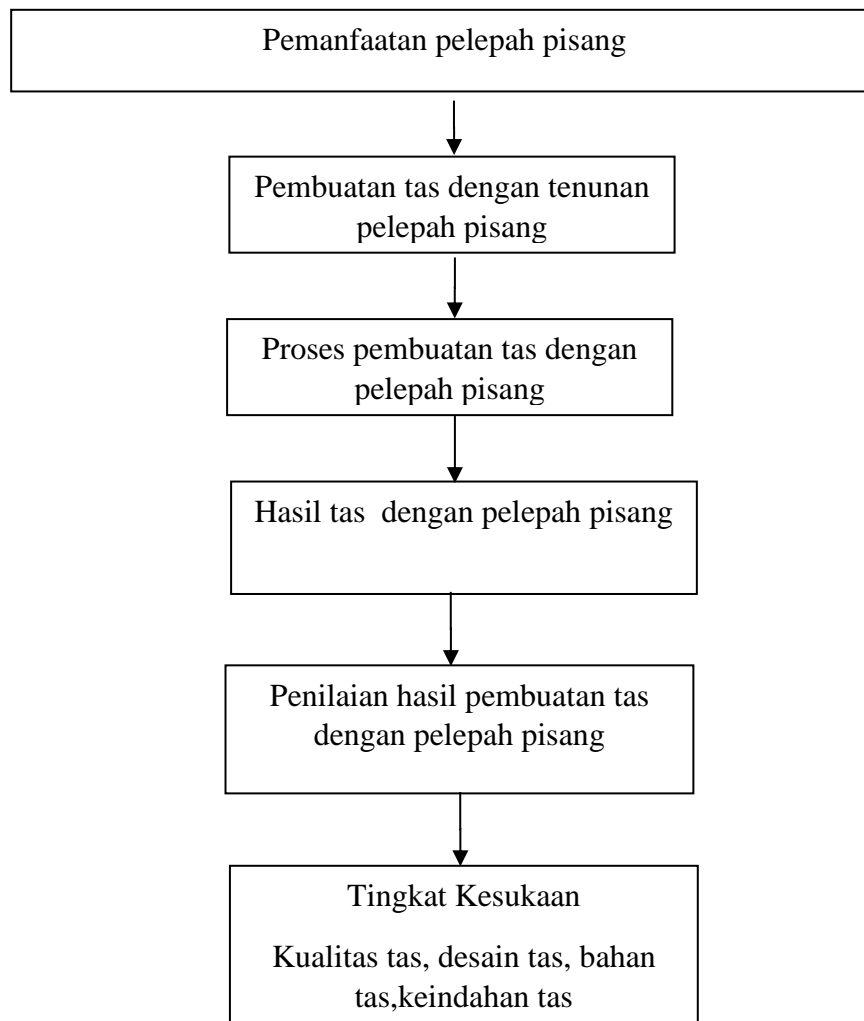 Pemanfaatan pelepah pisang
Pembuatan tas dengan tenunan
pelepah pisang
Proses pembuatan tas dengan
pelepah pisang
Hasil tas  dengan pelepah pisang
Penilaian hasil pembuatan tas
dengan pelepah pisang
Tingkat Kesukaan
Kualitas tas, desain tas, bahan
tas,keindahan tas